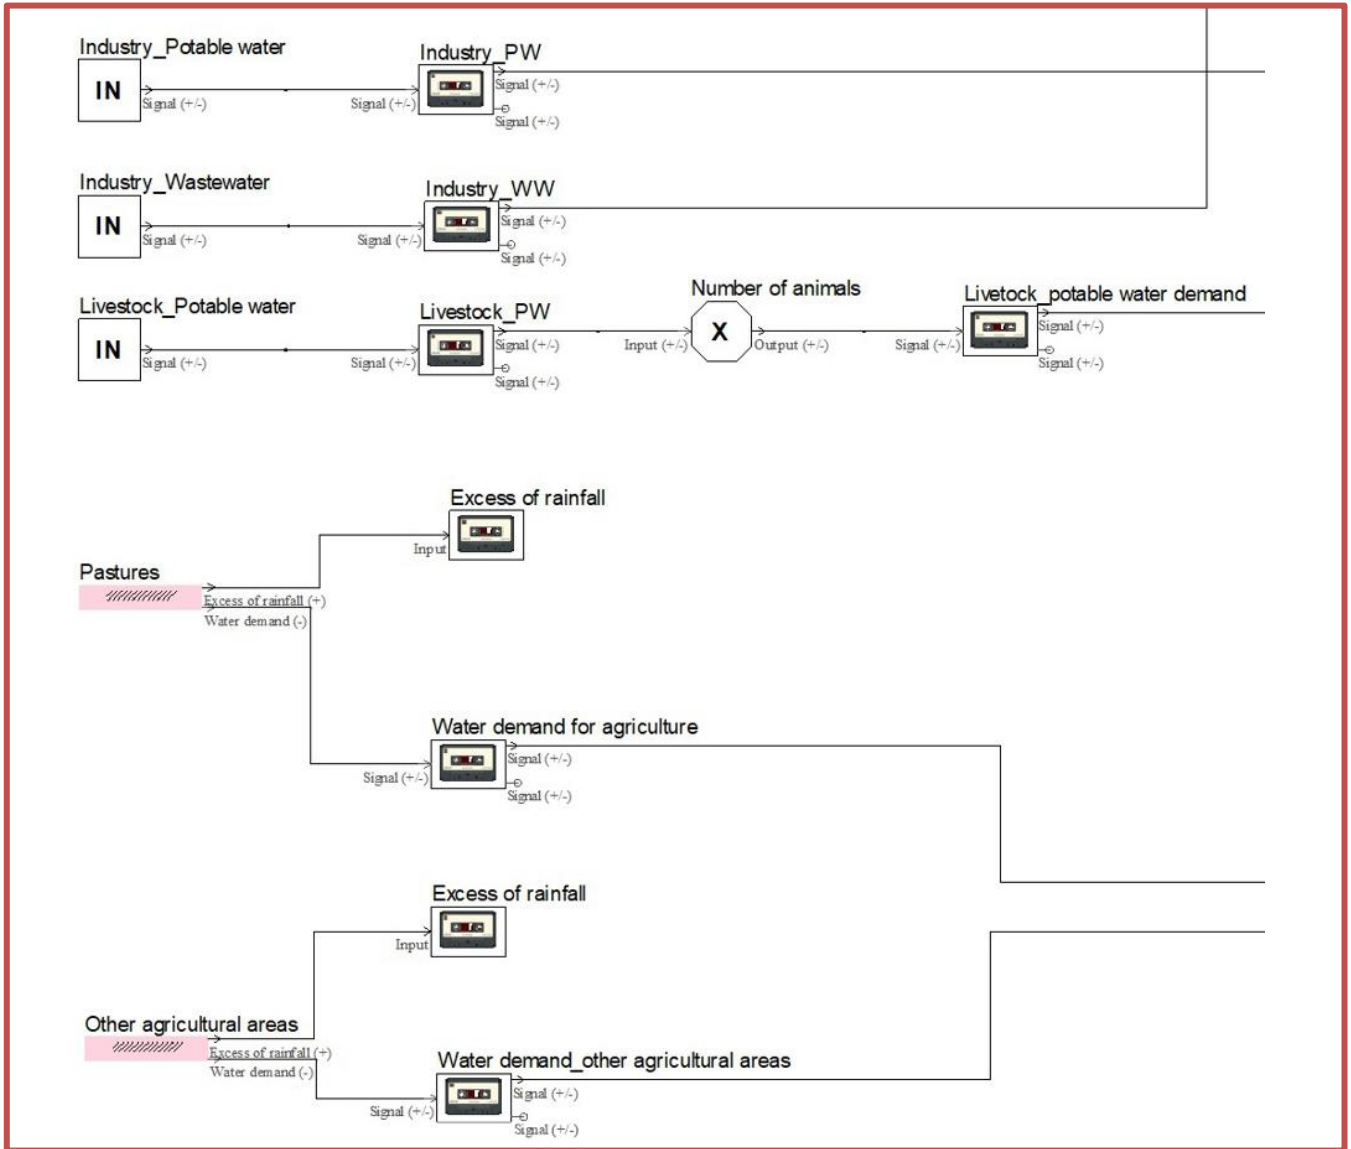 Industry_Potable water
IN
Signal (+/-)
Signal (+/-)
Industry_PW
Signal (+/-)
Signal (+/-)
Industry_Wastewater
IN
Signal (+/-)
Signal (+/-)
Industry_WW
Signal (+/-)
Signal (+/-)
Livestock_Potable water
IN
Signal (+/-)
Signal (+/-)
Livestock_PW
Signal (+/-)
Signal (+/-)
Number of animals
Input (+/-)
X
Output (+/-)
Signal (+/-)
Livetock_potable water demand
Signal (+/-)
Signal (+/-)
Excess of rainfall
Input
Pastures
Excess of rainfall (+)
Water demand (-)
Water demand for agriculture
Signal (+/-)
Signal (+/-)
Signal (+/-)
Excess of rainfall
Input
Other agricultural areas
Excess of rainfall (+)
Water demand (-)
Water demand_other agricultural areas
Signal (+/-)
Signal (+/-)
Signal (+/-)